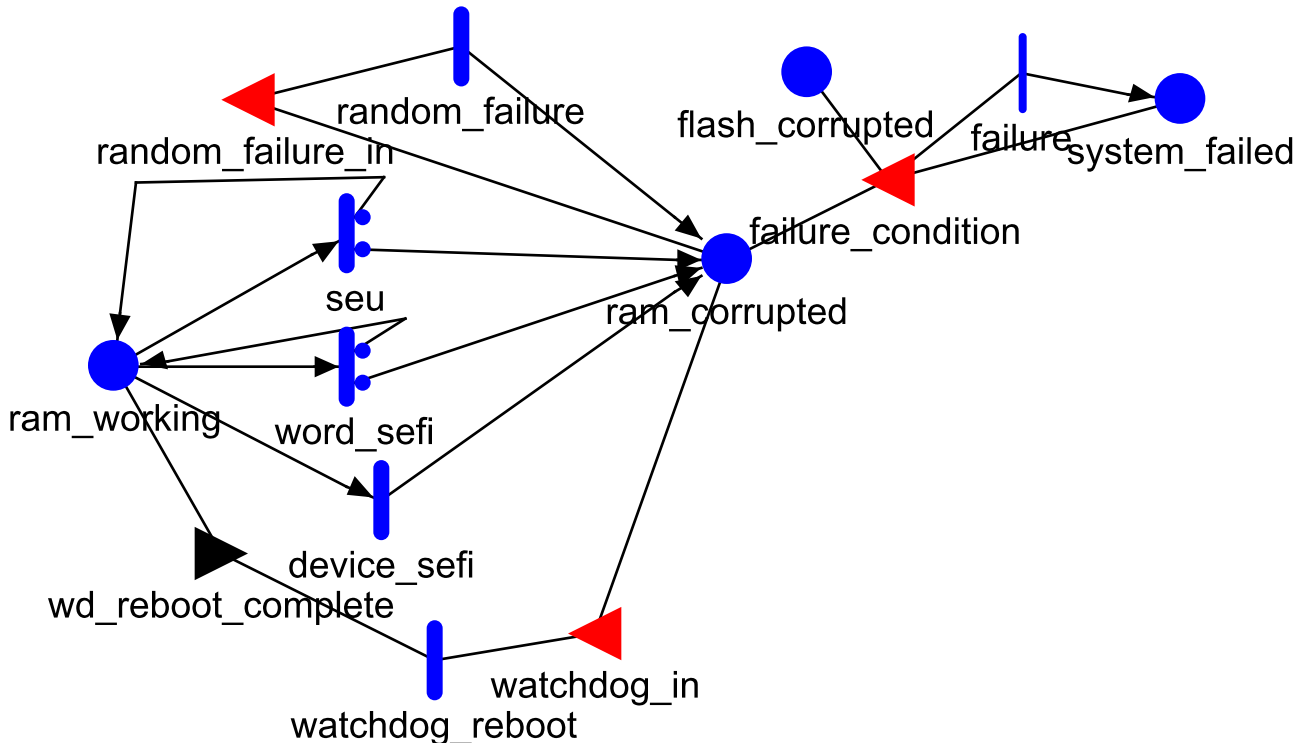 random_failure
flash_corrupted
failure
system_failed
random_failure_in
failure_condition
seu
ram_corrupted
ram_working
word_sefi
device_sefi
wd_reboot_complete
watchdog_in
watchdog_reboot